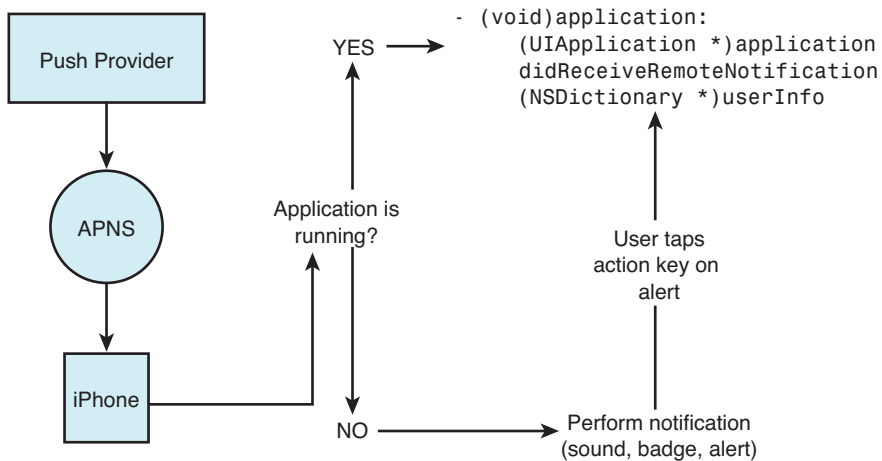 Push Provider
APNS
iPhone
Application is
running?
YES
- (void)application:
(UIApplication *)application
didReceiveRemoteNotification
(NSDictionary *)userInfo
NO
Perform notification
(sound, badge, alert)
User taps
action key on
alert